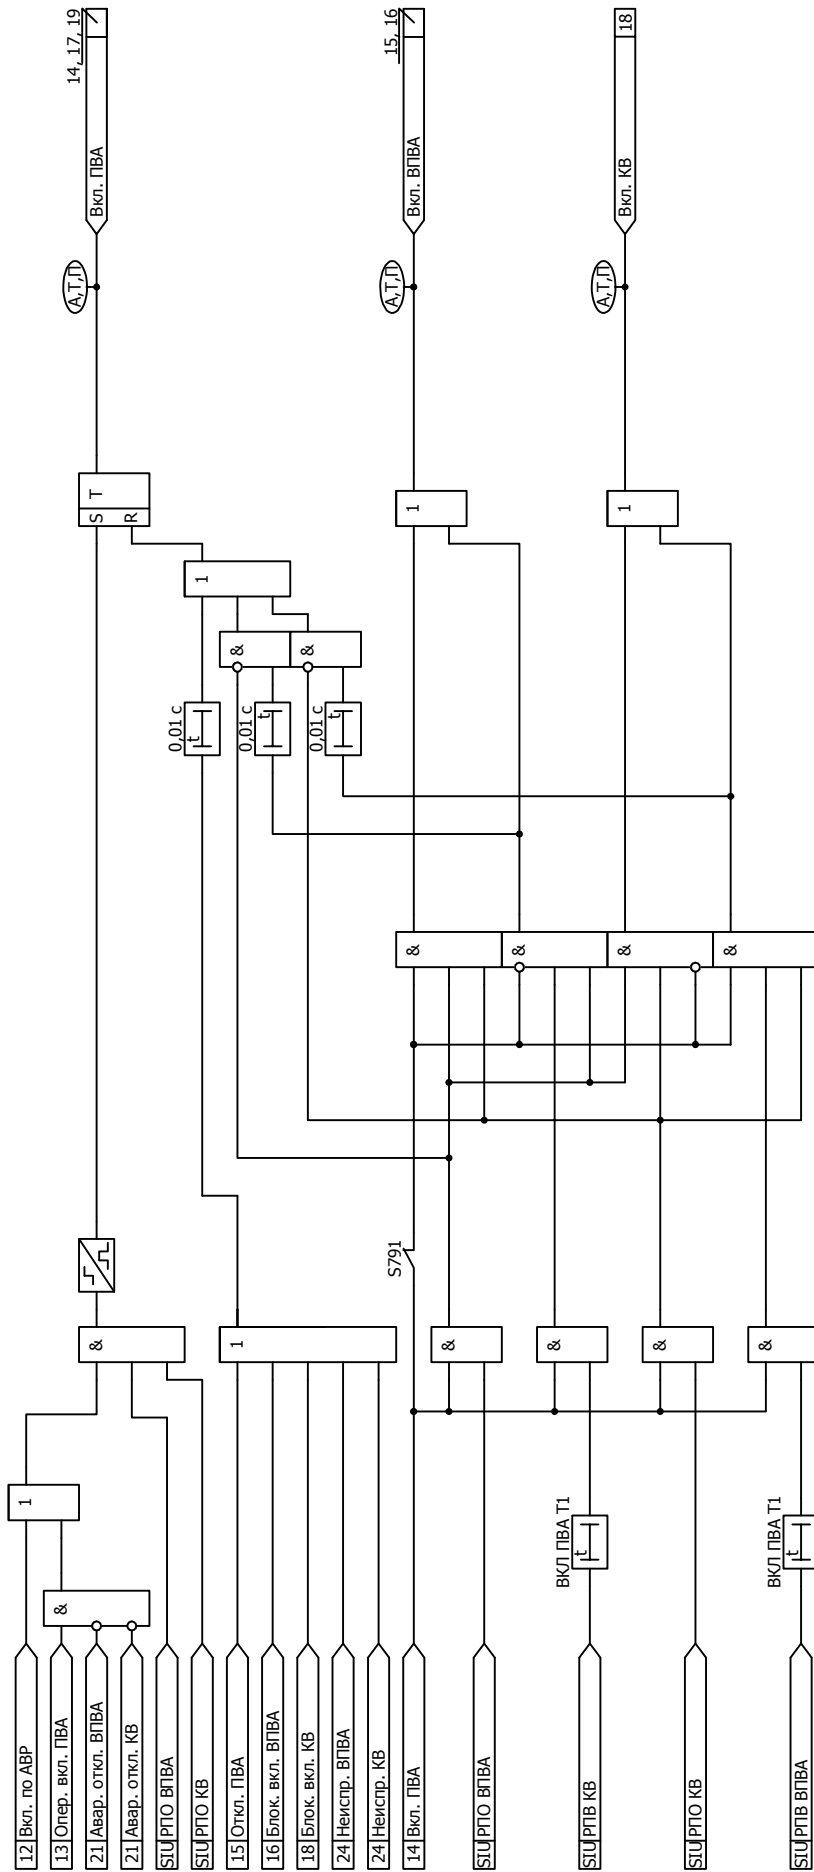 12 Вкл. по АВР
13 Опер. вкл. ПВА
21 Авар. откл. ВПВА
21 Авар. откл. КВ
SIU РПО ВПВА
SIU РПО КВ
15 Откл. ПВА
16 Блок. вкл. ВПВА
18 Блок. вкл. КВ
24 Неиспр. ВПВА
24 Неиспр. КВ
14 Вкл. ПВА
SIU РПО ВПВА
SIU РПВ КВ
SIU РПО КВ
SIU РПВ ВПВА
&
1
t
ВКЛ ПВА Т1
t
ВКЛ ПВА Т1
&
1
&
&
&
&
S791
&
&
&
&
0,01 с
t
0,01 с
t
0,01 с
t
&
&
1
S T
R
1
1
А,Т,П
А,Т,П
А,Т,П
Вкл. ПВА
14, 17, 19
Вкл. ВПВА
15, 16
Вкл. КВ
18